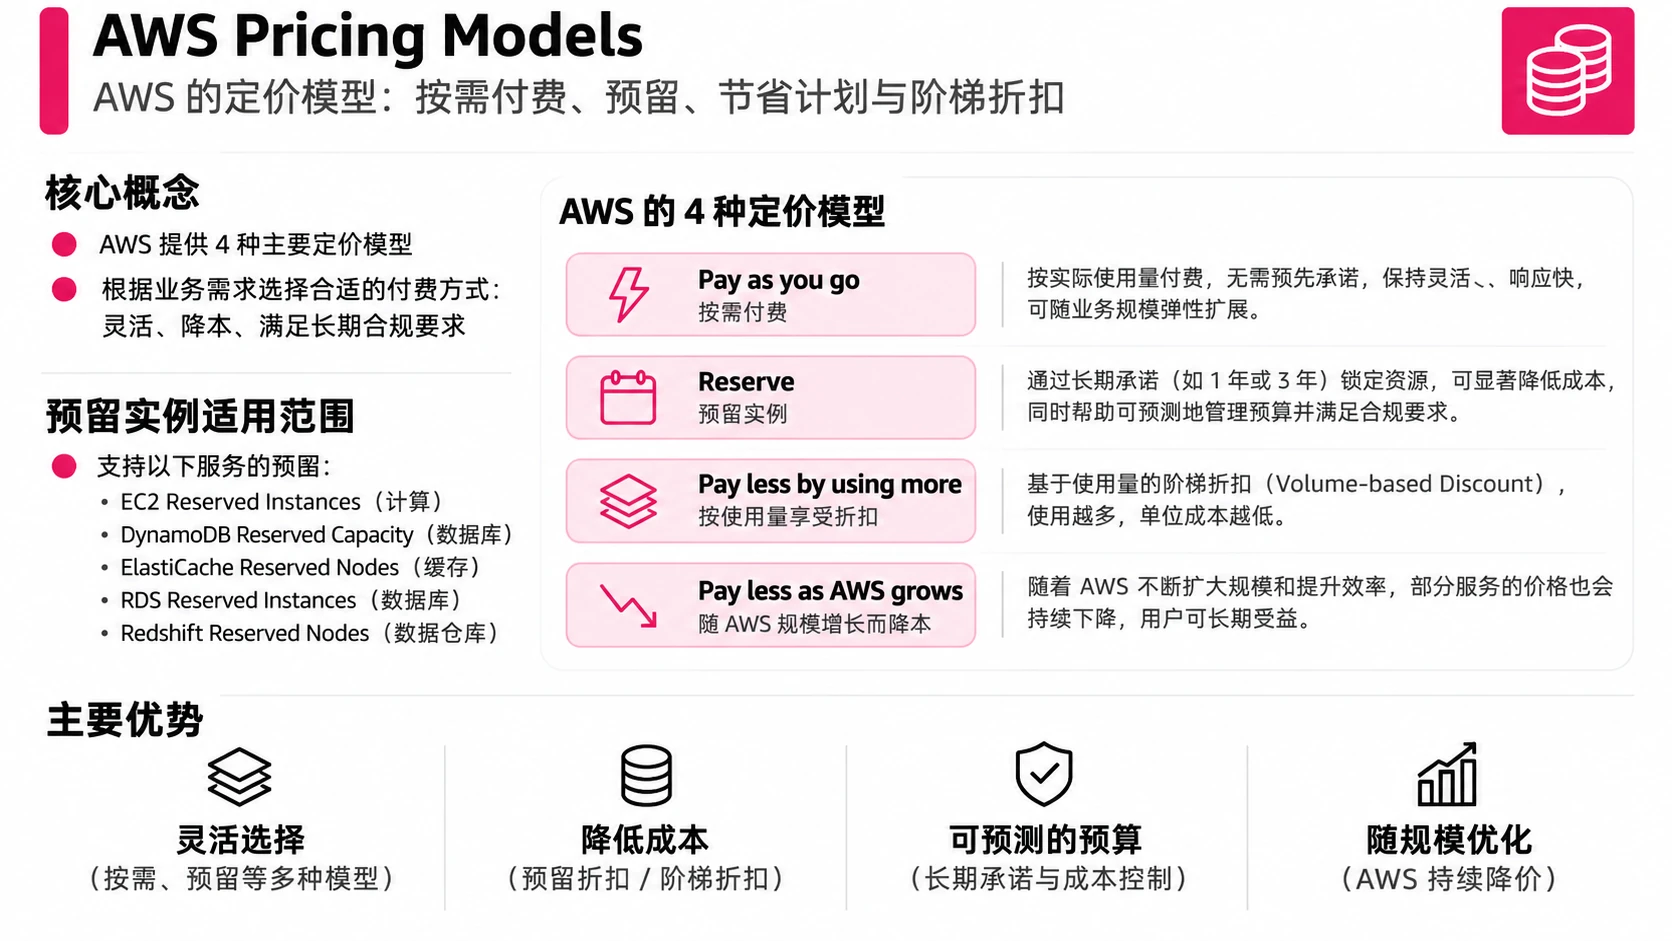 AWS Pricing Models
AWS 的定价模型：按需付费、预留、节省计划与阶梯折扣
核心概念
AWS 提供 4 种主要定价模型
根据业务需求选择合适的付费方式：
灵活、降本、满足长期合规要求
预留实例适用范围
支持以下服务的预留：
• EC2 Reserved Instances（计算）
• DynamoDB Reserved Capacity（数据库）
• ElastiCache Reserved Nodes（缓存）
• RDS Reserved Instances（数据库）
• Redshift Reserved Nodes（数据仓库）
AWS 的 4 种定价模型
Pay as you go
按需付费
按实际使用量付费，无需预先承诺，保持灵活、、响应快，
可随业务规模弹性扩展。
Reserve
预留实例
通过长期承诺（如 1 年或 3 年）锁定资源，可显著降低成本，
同时帮助可预测地管理预算并满足合规要求。
Pay less by using more
按使用量享受折扣
基于使用量的阶梯折扣（Volume-based Discount），
使用越多，单位成本越低。
Pay less as AWS grows
随 AWS 规模增长而降本
随着 AWS 不断扩大规模和提升效率，部分服务的价格也会
持续下降，用户可长期受益。
主要优势
灵活选择
（按需、预留等多种模型）
降低成本
（预留折扣 / 阶梯折扣）
可预测的预算
（长期承诺与成本控制）
随规模优化
（AWS 持续降价）